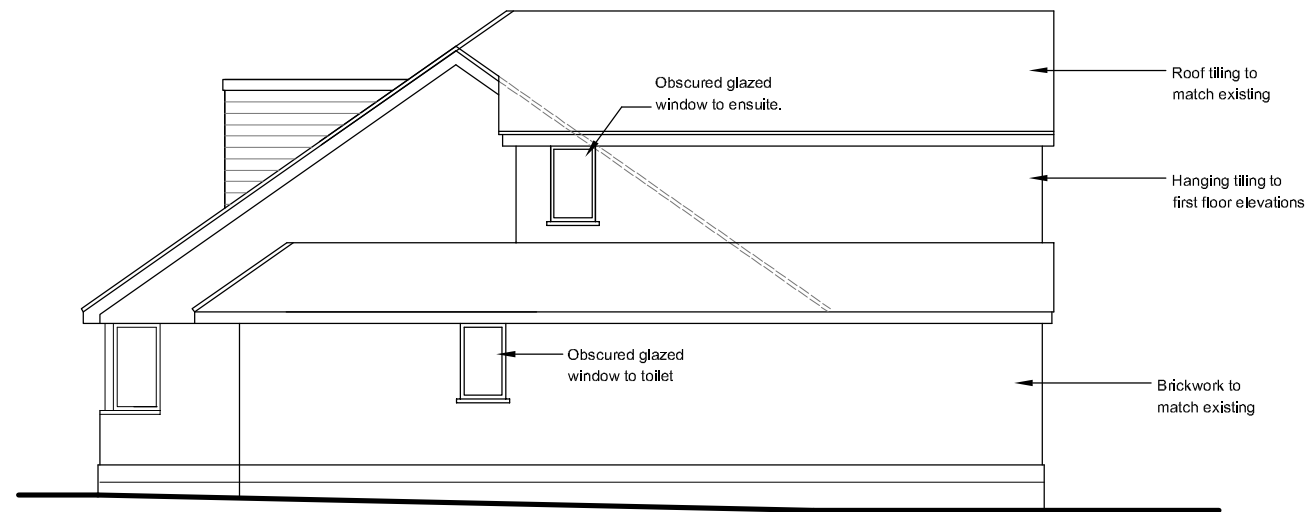 Obscured glazed
window to ensuite.
Roof tiling to
match existing
Hanging tiling to
first floor elevations
Obscured glazed
window to toilet
Brickwork to
match existing